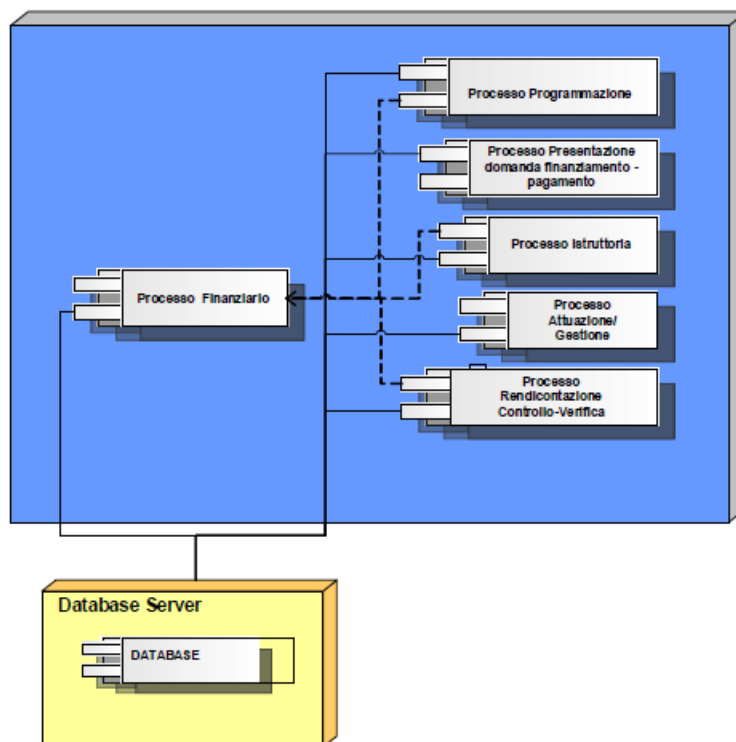 Processo Programmazione
Processo Presentazione
domanda finanziamento -
pagamento
Processo Istruttoria
Processo Finanziario
Processo
Attuazione/
Gestione
Processo
Rendicontazione
Controllo-Verifica
Database Server
DATABASE